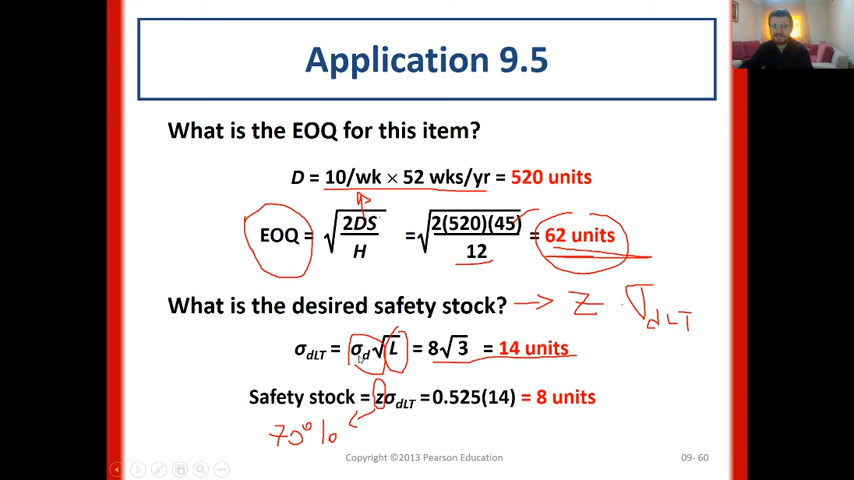 Application 9.5
What is the EOQ for this item?
D = 10/wk × 52 wks/yr = 520 units
EOQ = √(2DS / H) = √(2(520)(45) / 12) = 62 units
What is the desired safety stock? → z · σdLT
σdLT = σd√L = 8√3 = 14 units
Safety stock = zσdLT = 0.525(14) = 8 units
70%
Copyright ©2013 Pearson Education 09- 60